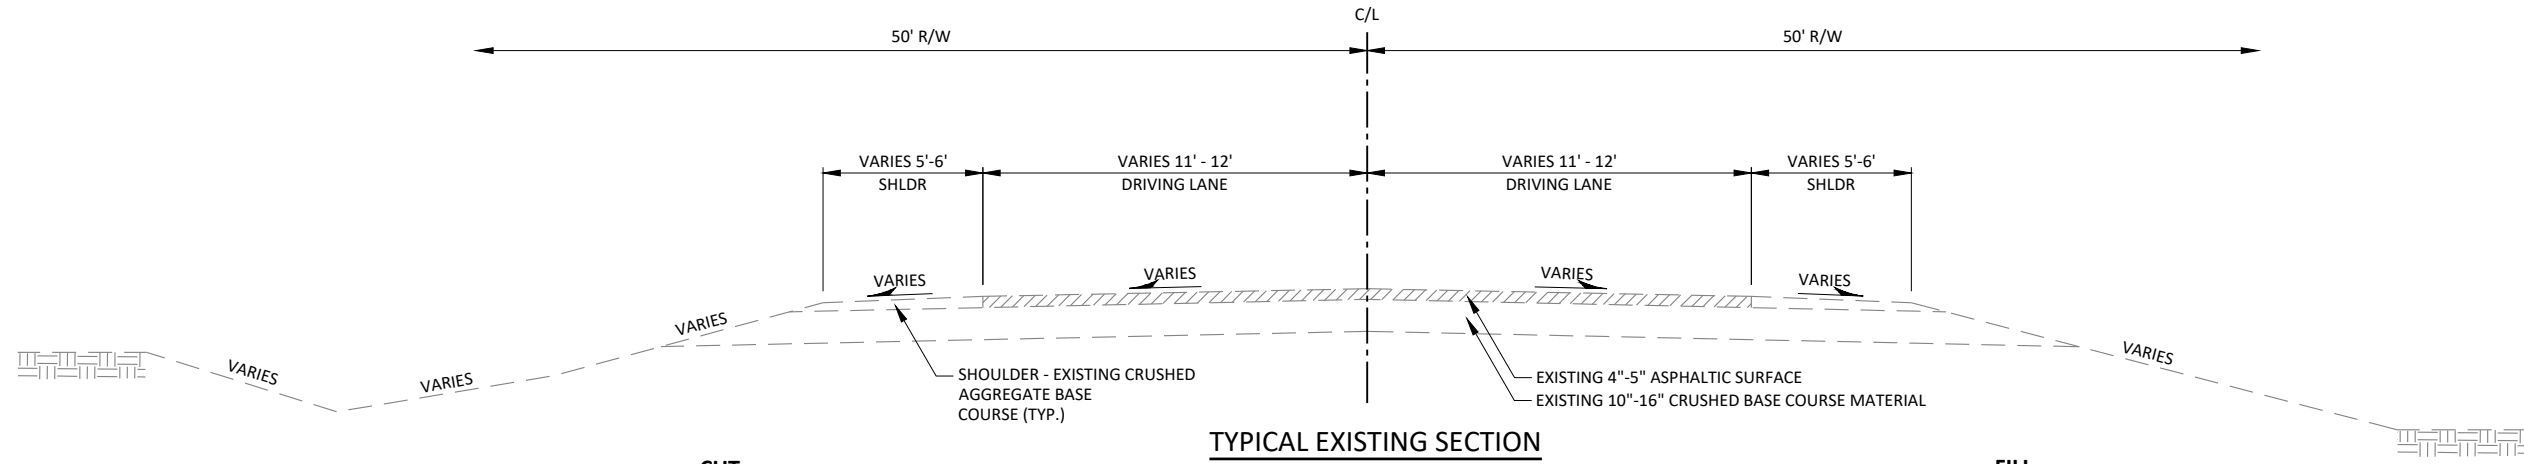 C/L
50' R/W
50' R/W
VARIES 5'-6'
SHLDR
VARIES 11' - 12'
DRIVING LANE
VARIES 11' - 12'
DRIVING LANE
VARIES 5'-6'
SHLDR
VARIES
VARIES
VARIES
VARIES
VARIES
VARIES
VARIES
VARIES
SHOULDER - EXISTING CRUSHED
AGGREGATE BASE
COURSE (TYP.)
EXISTING 4"-5" ASPHALTIC SURFACE
EXISTING 10"-16" CRUSHED BASE COURSE MATERIAL
TYPICAL EXISTING SECTION